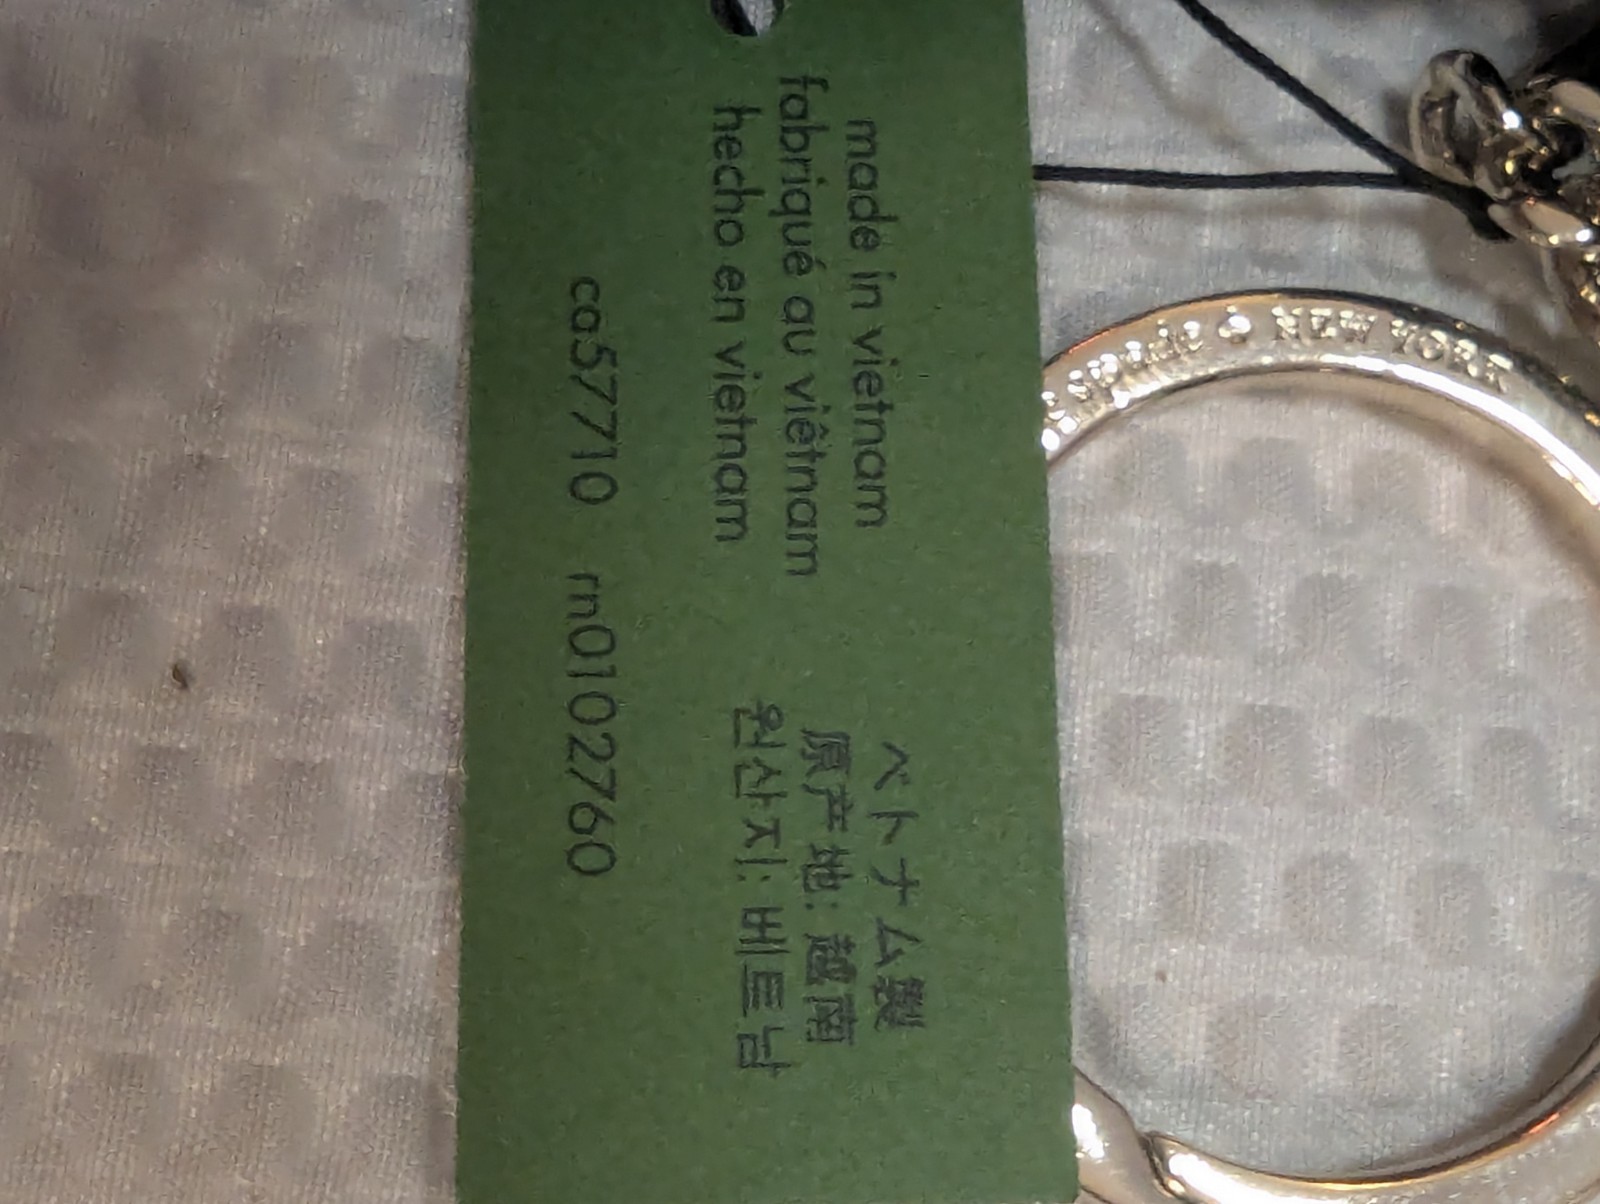 made in vietnam
fabriqué au viêtnam
hecho en vietnam
ベトナム製
原产地: 越南
원산지: 베트남
ca57710 rn0102760
spade NEW YORK